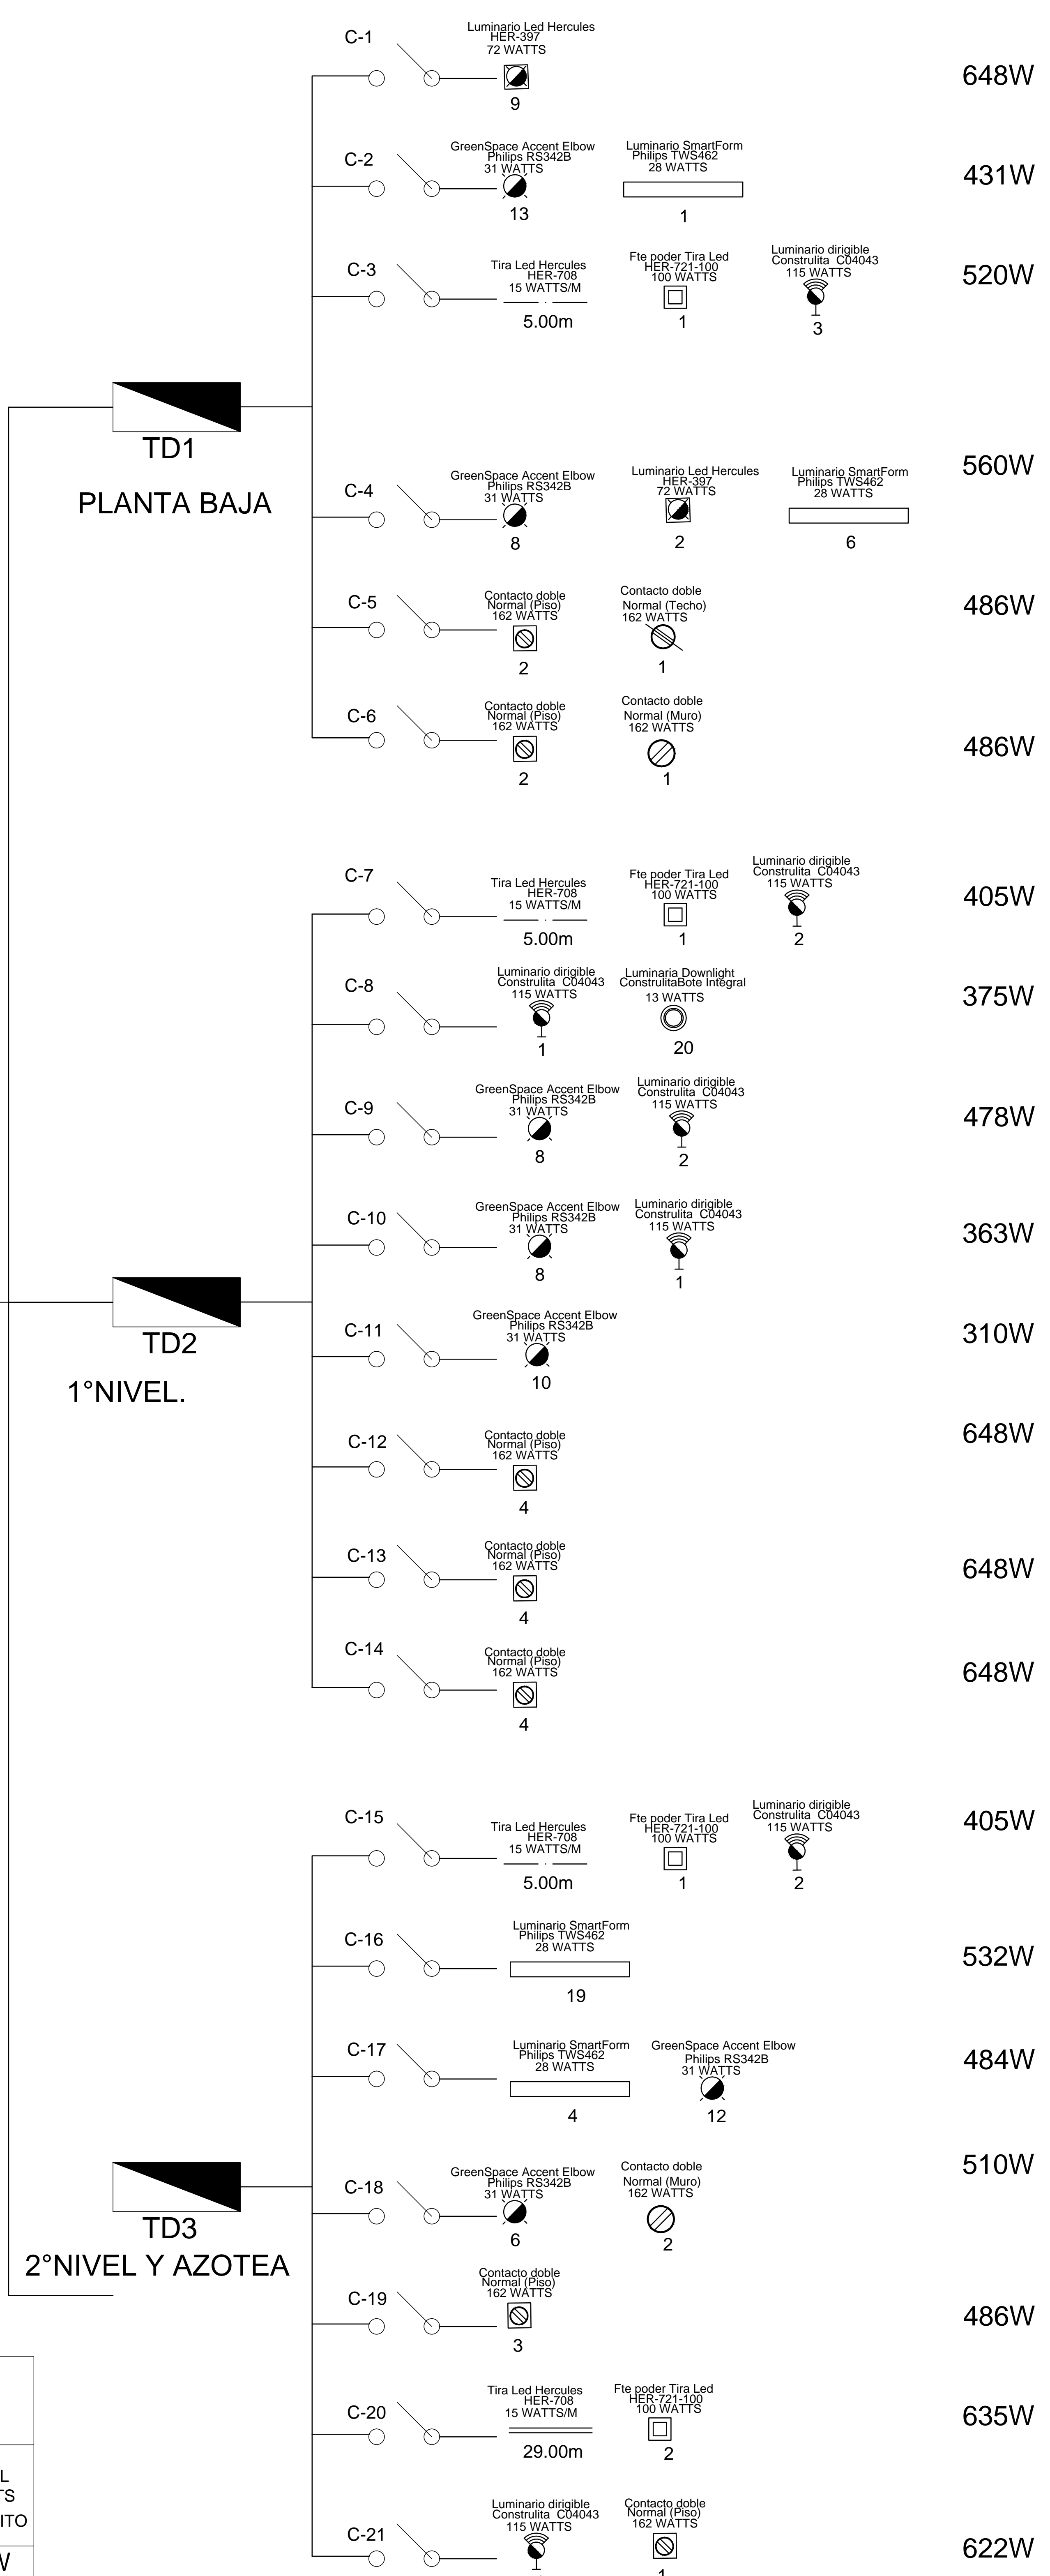 C-1
Luminario Led Hercules
HER-397
72 WATTS
9
648W
C-2
GreenSpace Accent Elbow
Philips RS342B
31 WATTS
13
Luminario SmartForm
Philips TWS462
28 WATTS
1
431W
C-3
Tira Led Hercules
HER-708
15 WATTS/M
5.00m
Fte poder Tira Led
HER-721-100
100 WATTS
1
Luminario dirigible
Construlita C04043
115 WATTS
3
520W
TD1
PLANTA BAJA
C-4
GreenSpace Accent Elbow
Philips RS342B
31 WATTS
8
Luminario Led Hercules
HER-397
72 WATTS
2
Luminario SmartForm
Philips TWS462
28 WATTS
6
560W
C-5
Contacto doble
Normal (Piso)
162 WATTS
2
Contacto doble
Normal (Techo)
162 WATTS
1
486W
C-6
Contacto doble
Normal (Piso)
162 WATTS
2
Contacto doble
Normal (Muro)
162 WATTS
1
486W
C-7
Tira Led Hercules
HER-708
15 WATTS/M
5.00m
Fte poder Tira Led
HER-721-100
100 WATTS
1
Luminario dirigible
Construlita C04043
115 WATTS
2
405W
C-8
Luminario dirigible
Construlita C04043
115 WATTS
1
Luminaria Downlight
ConstrulitaBote Integral
13 WATTS
20
375W
C-9
GreenSpace Accent Elbow
Philips RS342B
31 WATTS
8
Luminario dirigible
Construlita C04043
115 WATTS
2
478W
C-10
GreenSpace Accent Elbow
Philips RS342B
31 WATTS
8
Luminario dirigible
Construlita C04043
115 WATTS
1
363W
TD2
1°NIVEL.
C-11
GreenSpace Accent Elbow
Philips RS342B
31 WATTS
10
310W
C-12
Contacto doble
Normal (Piso)
162 WATTS
4
648W
C-13
Contacto doble
Normal (Piso)
162 WATTS
4
648W
C-14
Contacto doble
Normal (Piso)
162 WATTS
4
648W
C-15
Tira Led Hercules
HER-708
15 WATTS/M
5.00m
Fte poder Tira Led
HER-721-100
100 WATTS
1
Luminario dirigible
Construlita C04043
115 WATTS
2
405W
C-16
Luminario SmartForm
Philips TWS462
28 WATTS
19
532W
C-17
Luminario SmartForm
Philips TWS462
28 WATTS
4
GreenSpace Accent Elbow
Philips RS342B
31 WATTS
12
484W
TD3
2°NIVEL Y AZOTEA
C-18
GreenSpace Accent Elbow
Philips RS342B
31 WATTS
6
Contacto doble
Normal (Muro)
162 WATTS
2
510W
C-19
Contacto doble
Normal (Piso)
162 WATTS
3
486W
C-20
Tira Led Hercules
HER-708
15 WATTS/M
29.00m
Fte poder Tira Led
HER-721-100
100 WATTS
2
635W
C-21
Luminario dirigible
Construlita C04043
115 WATTS
Contacto doble
Normal (Piso)
162 WATTS
622W
L
TS
ITO
W